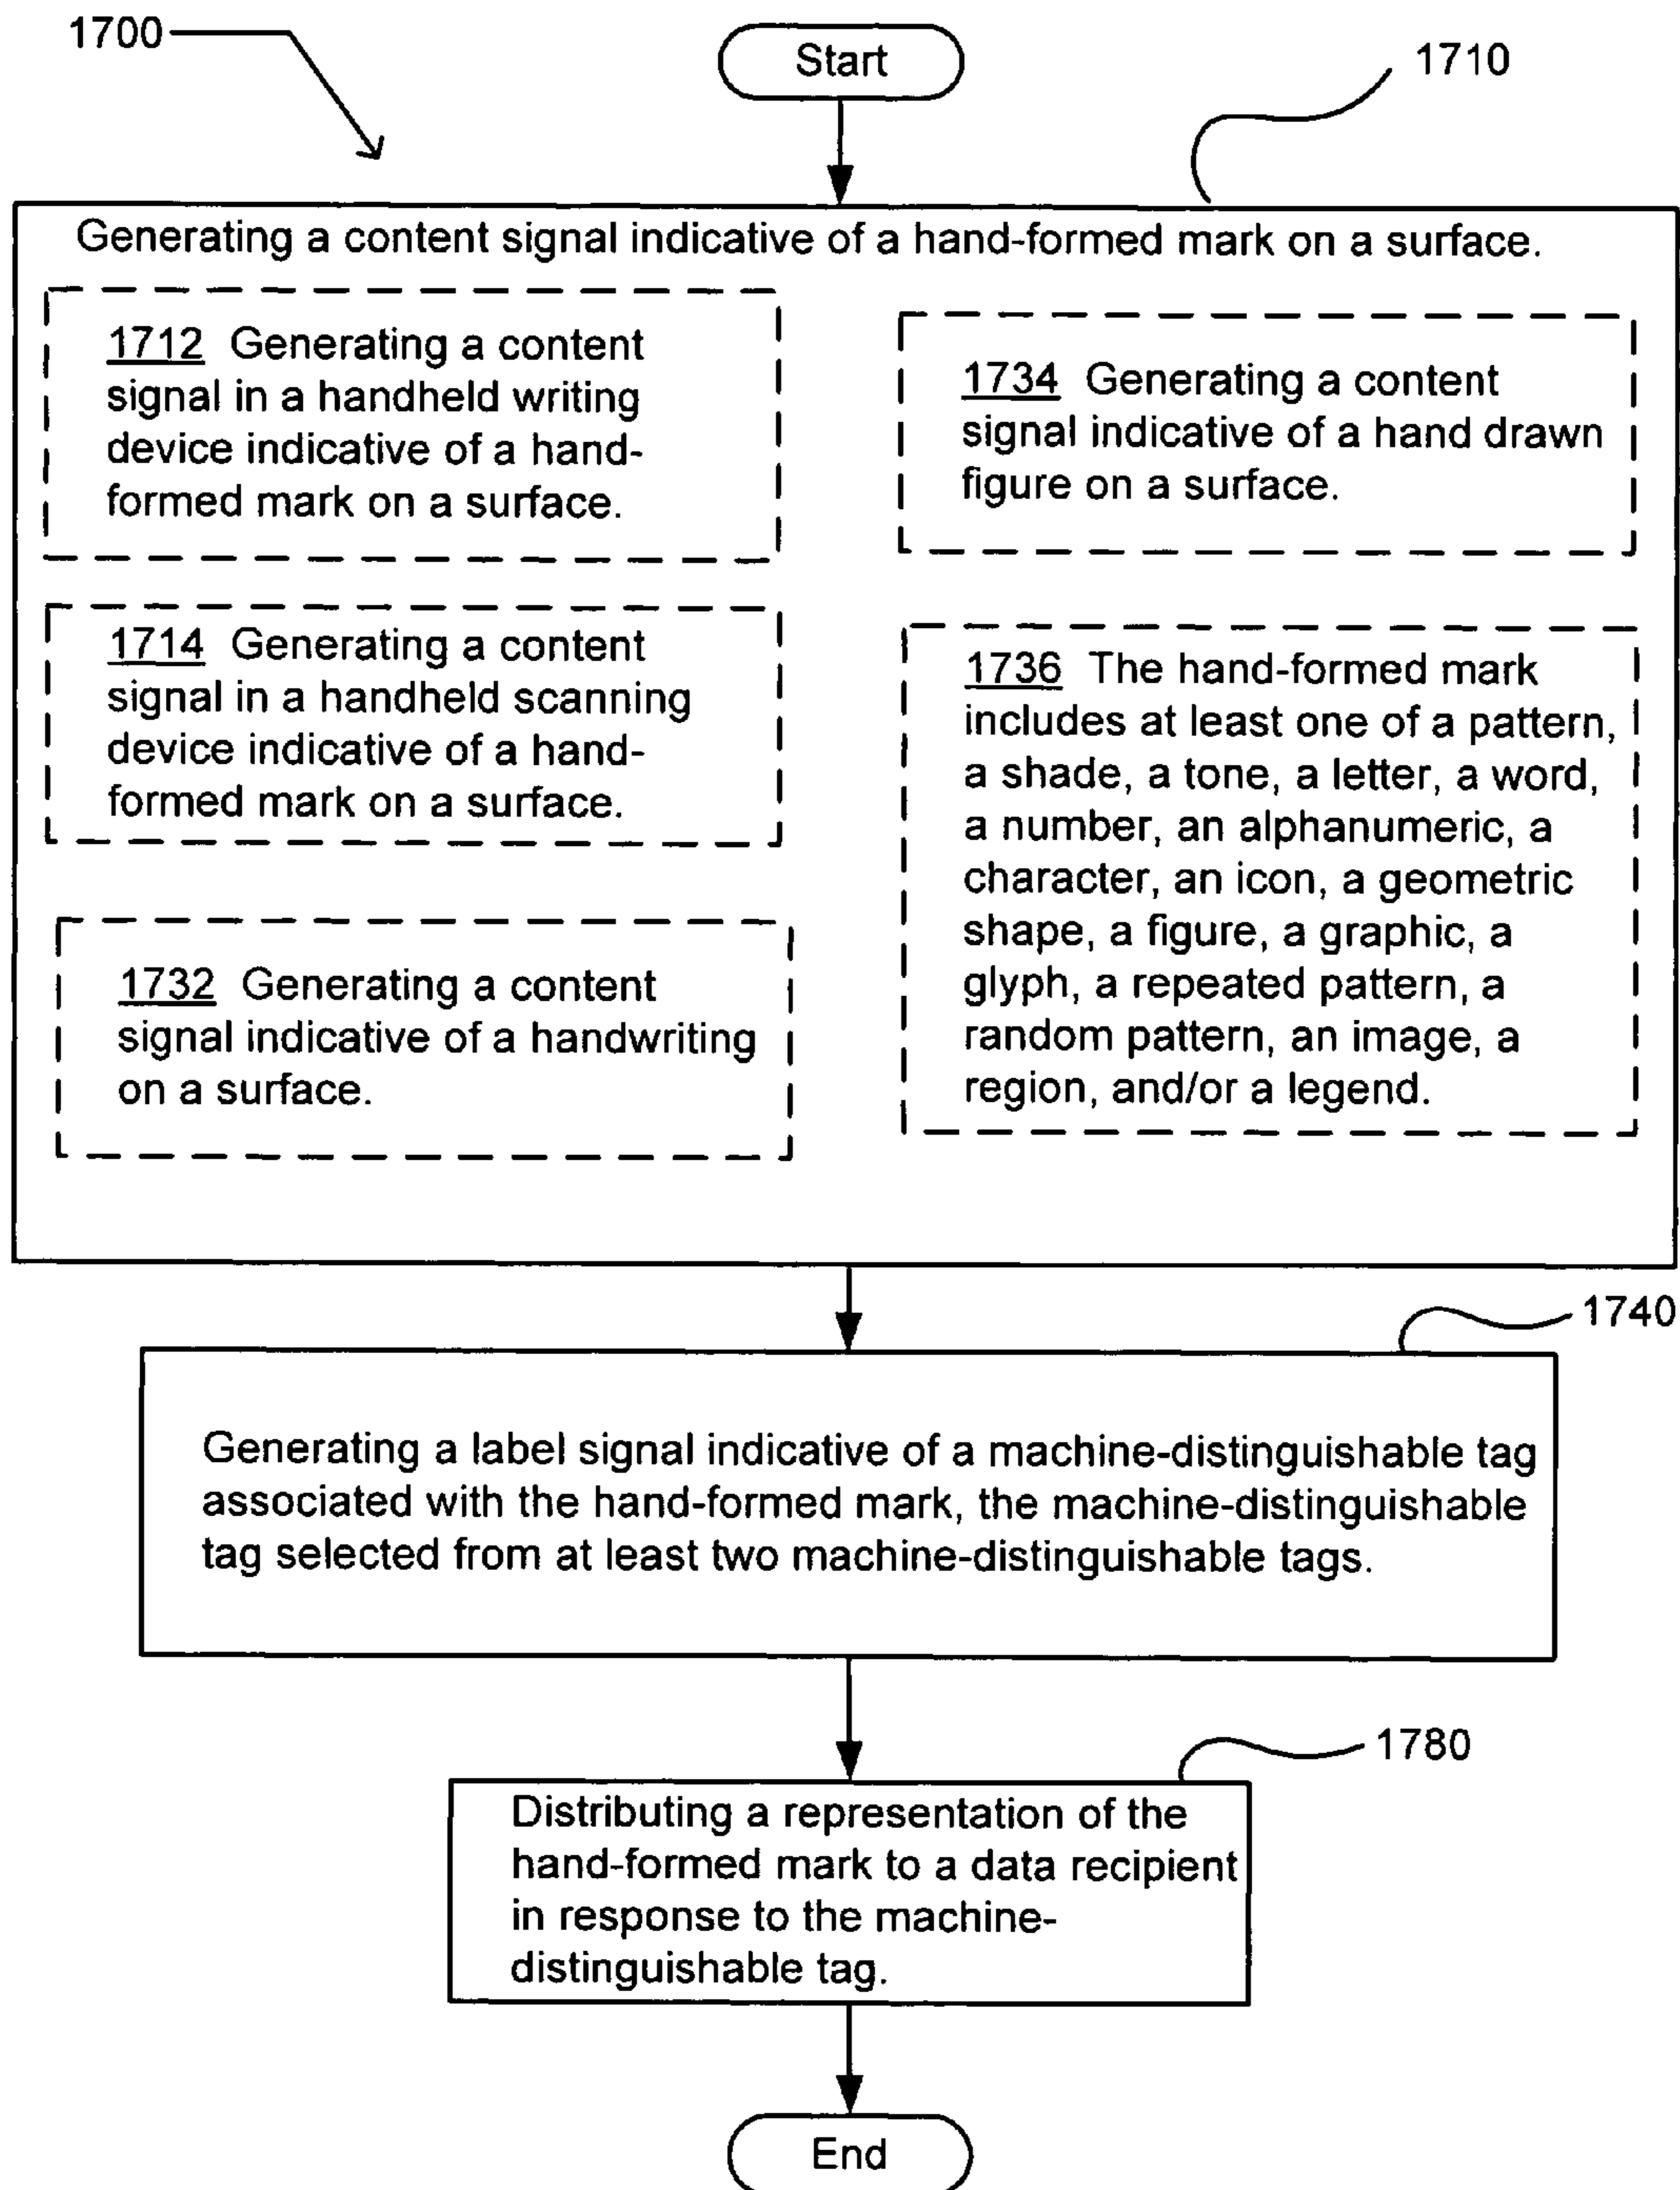 1700
Start
1710
Generating a content signal indicative of a hand-formed mark on a surface.
1712 Generating a content
signal in a handheld writing
device indicative of a hand-
formed mark on a surface.
1714 Generating a content
signal in a handheld scanning
device indicative of a hand-
formed mark on a surface.
1732 Generating a content
signal indicative of a handwriting
on a surface.
1734 Generating a content
signal indicative of a hand drawn
figure on a surface.
1736 The hand-formed mark
includes at least one of a pattern,
a shade, a tone, a letter, a word,
a number, an alphanumeric, a
character, an icon, a geometric
shape, a figure, a graphic, a
glyph, a repeated pattern, a
random pattern, an image, a
region, and/or a legend.
1740
Generating a label signal indicative of a machine-distinguishable tag
associated with the hand-formed mark, the machine-distinguishable
tag selected from at least two machine-distinguishable tags.
1780
Distributing a representation of the
hand-formed mark to a data recipient
in response to the machine-
distinguishable tag.
End